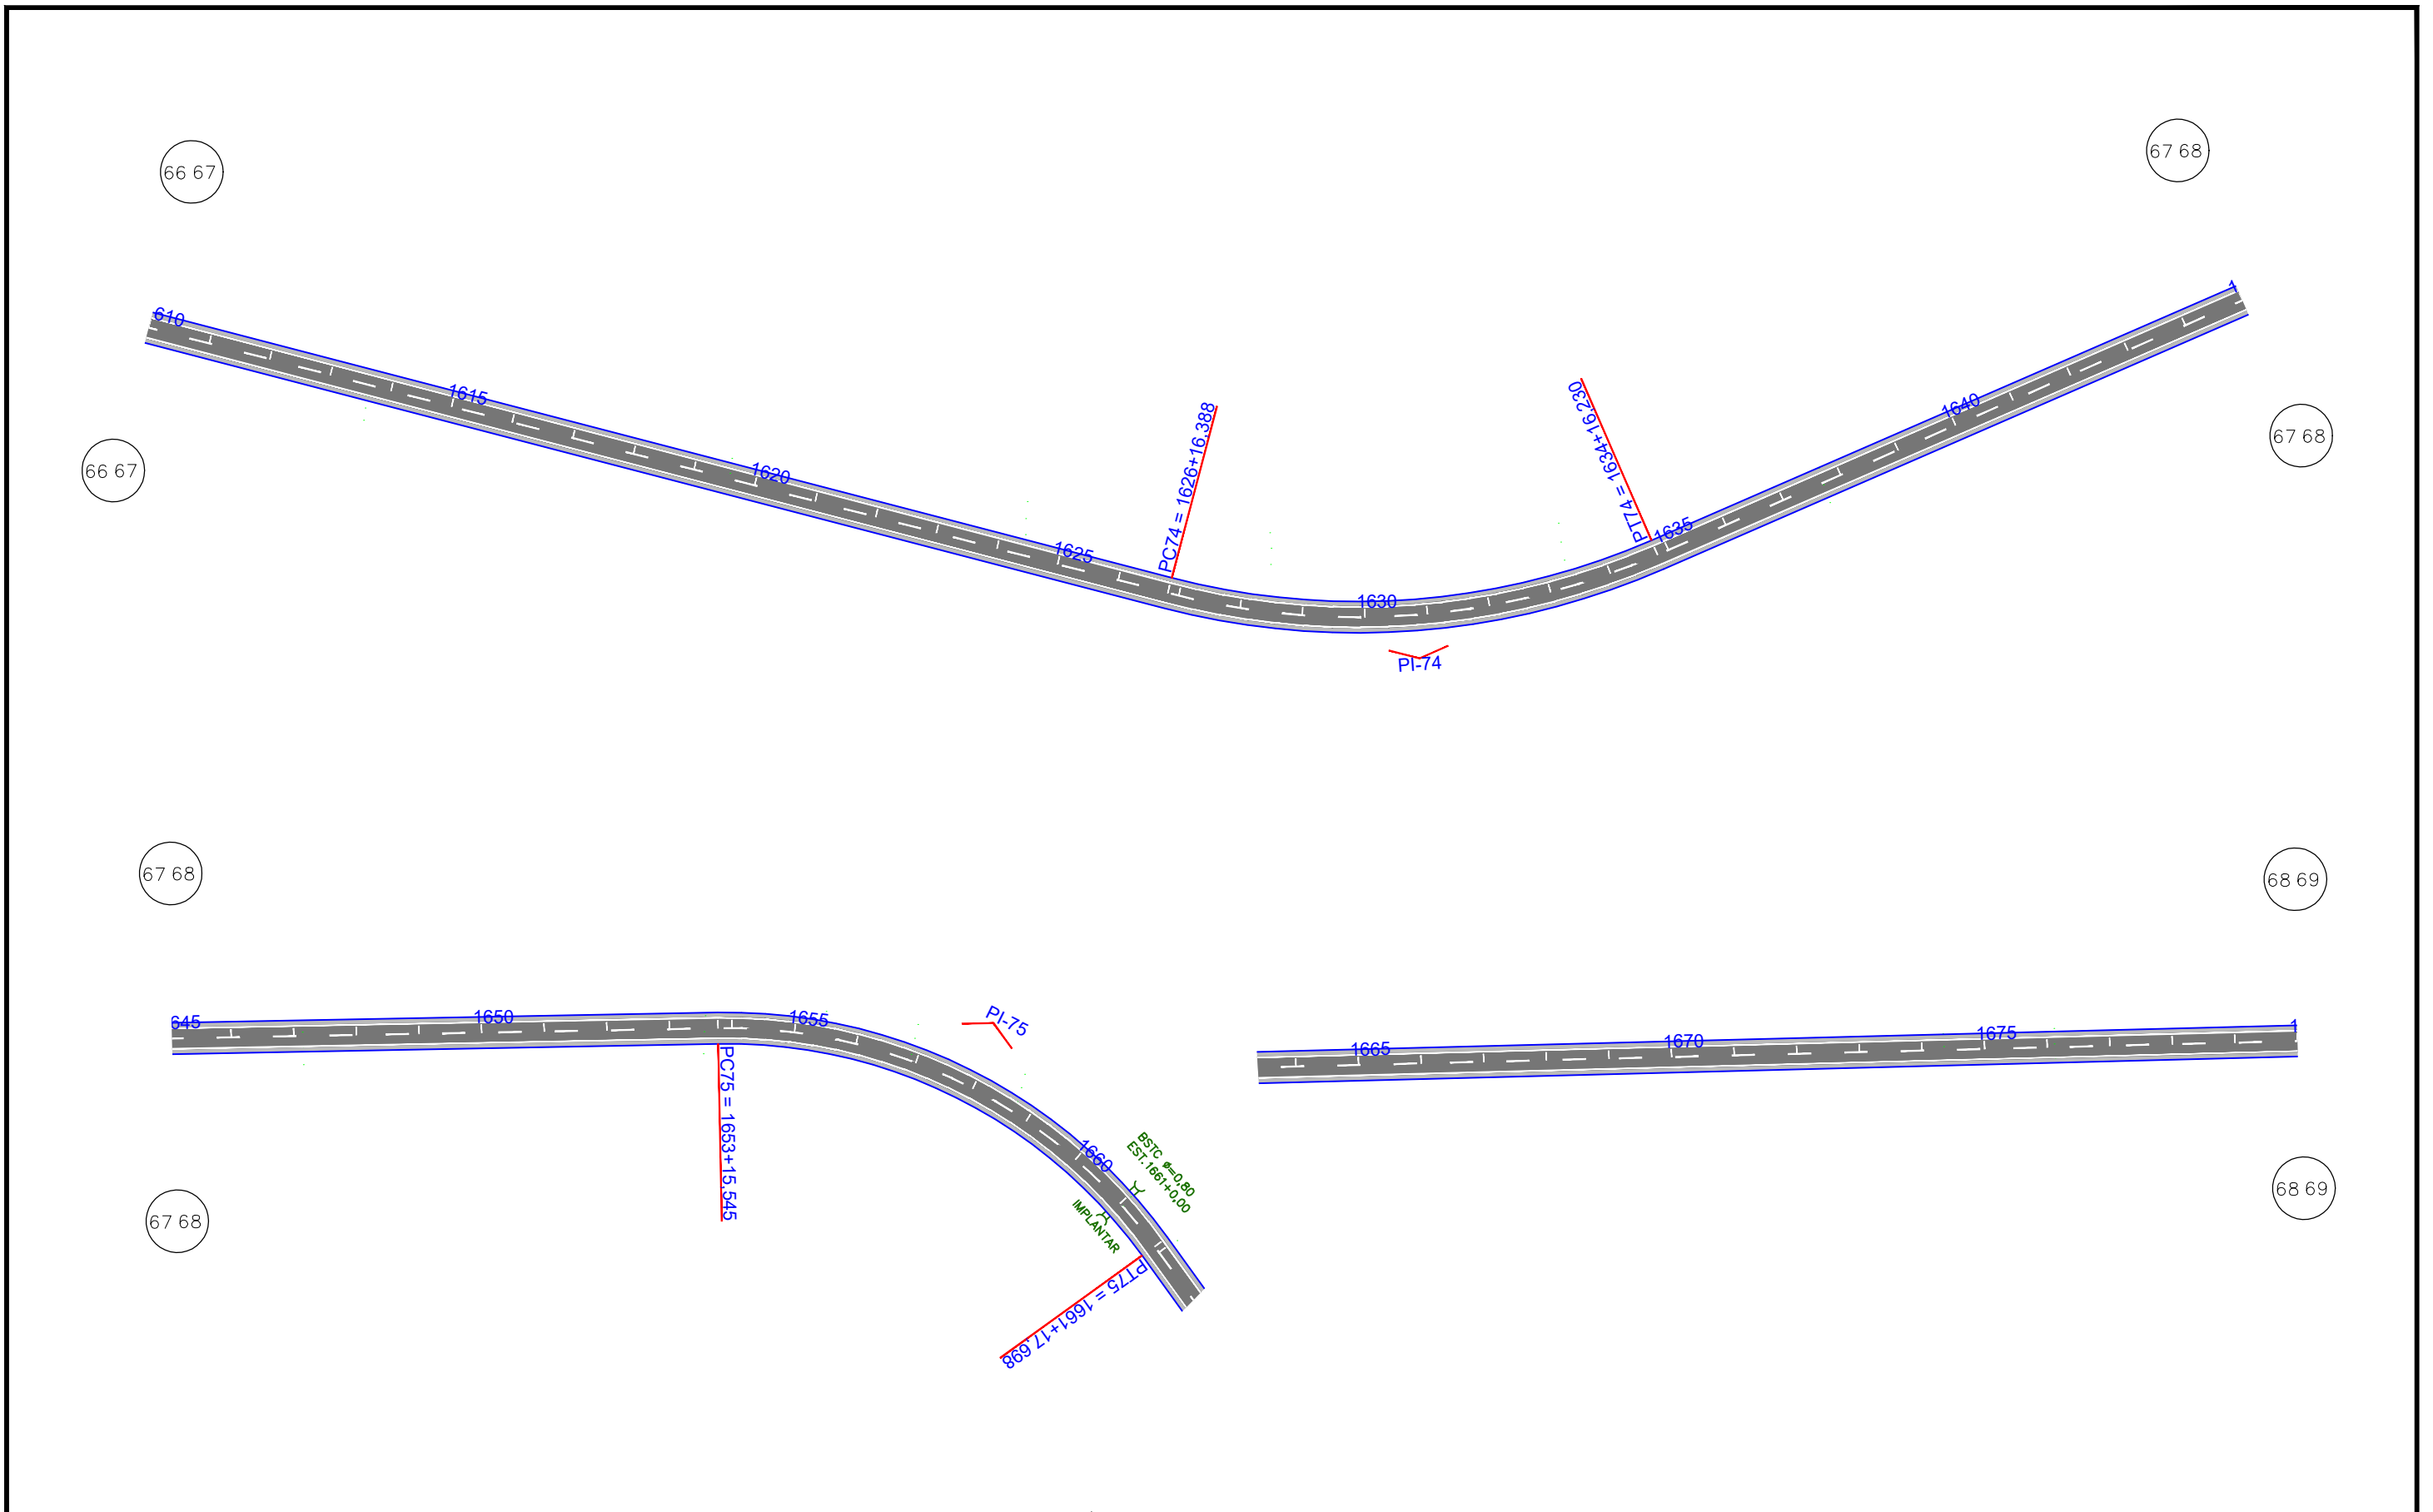 66 67
67 68
610
1615
1620
1625
PC74 = 1626+16,388
1630
PI-74
PT74 = 1634+16,230
1635
1640
1
66 67
67 68
67 68
68 69
645
1650
PC75 = 1653+15,545
1655
PI-75
1660
BSTC ø=0,80
EST.1661+0,00
IMPLANTAR
PT75 = 1661+17,698
1665
1670
1675
1
67 68
68 69